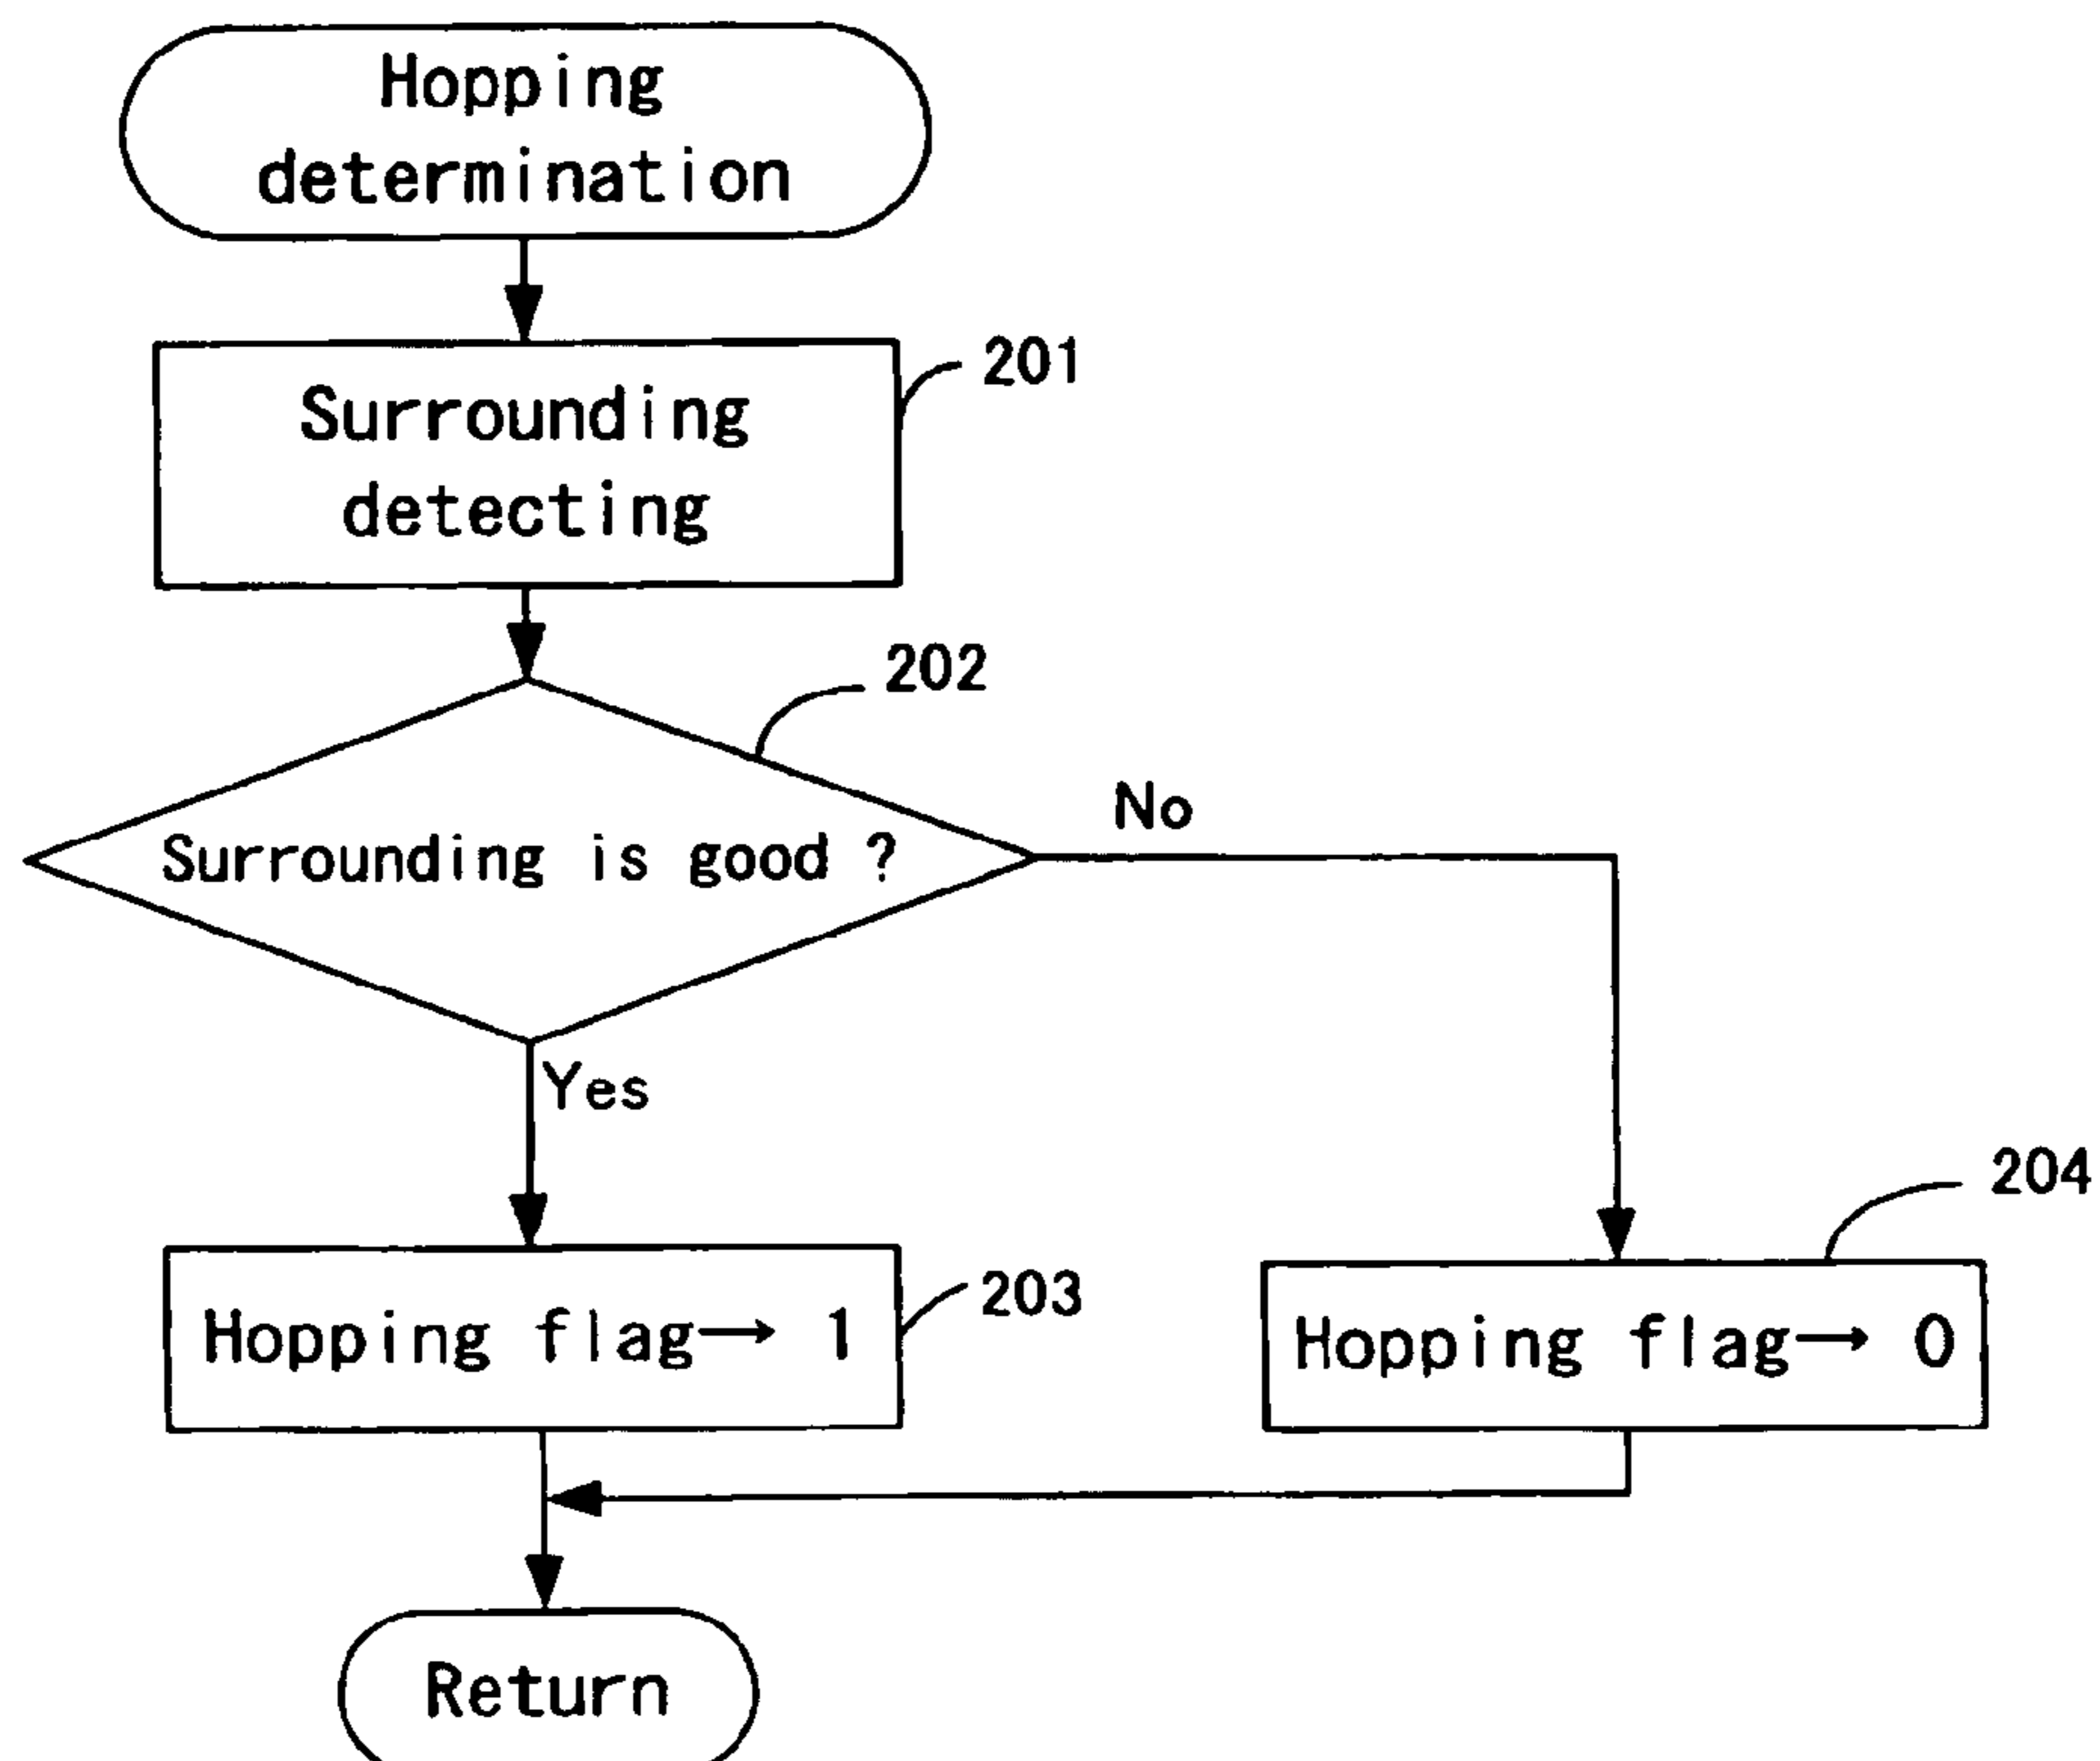 Hopping
determination
201
Surrounding
detecting
202
Surrounding is good ?
No
Yes
204
203
Hopping flag→ 1
Hopping flag→ 0
Return